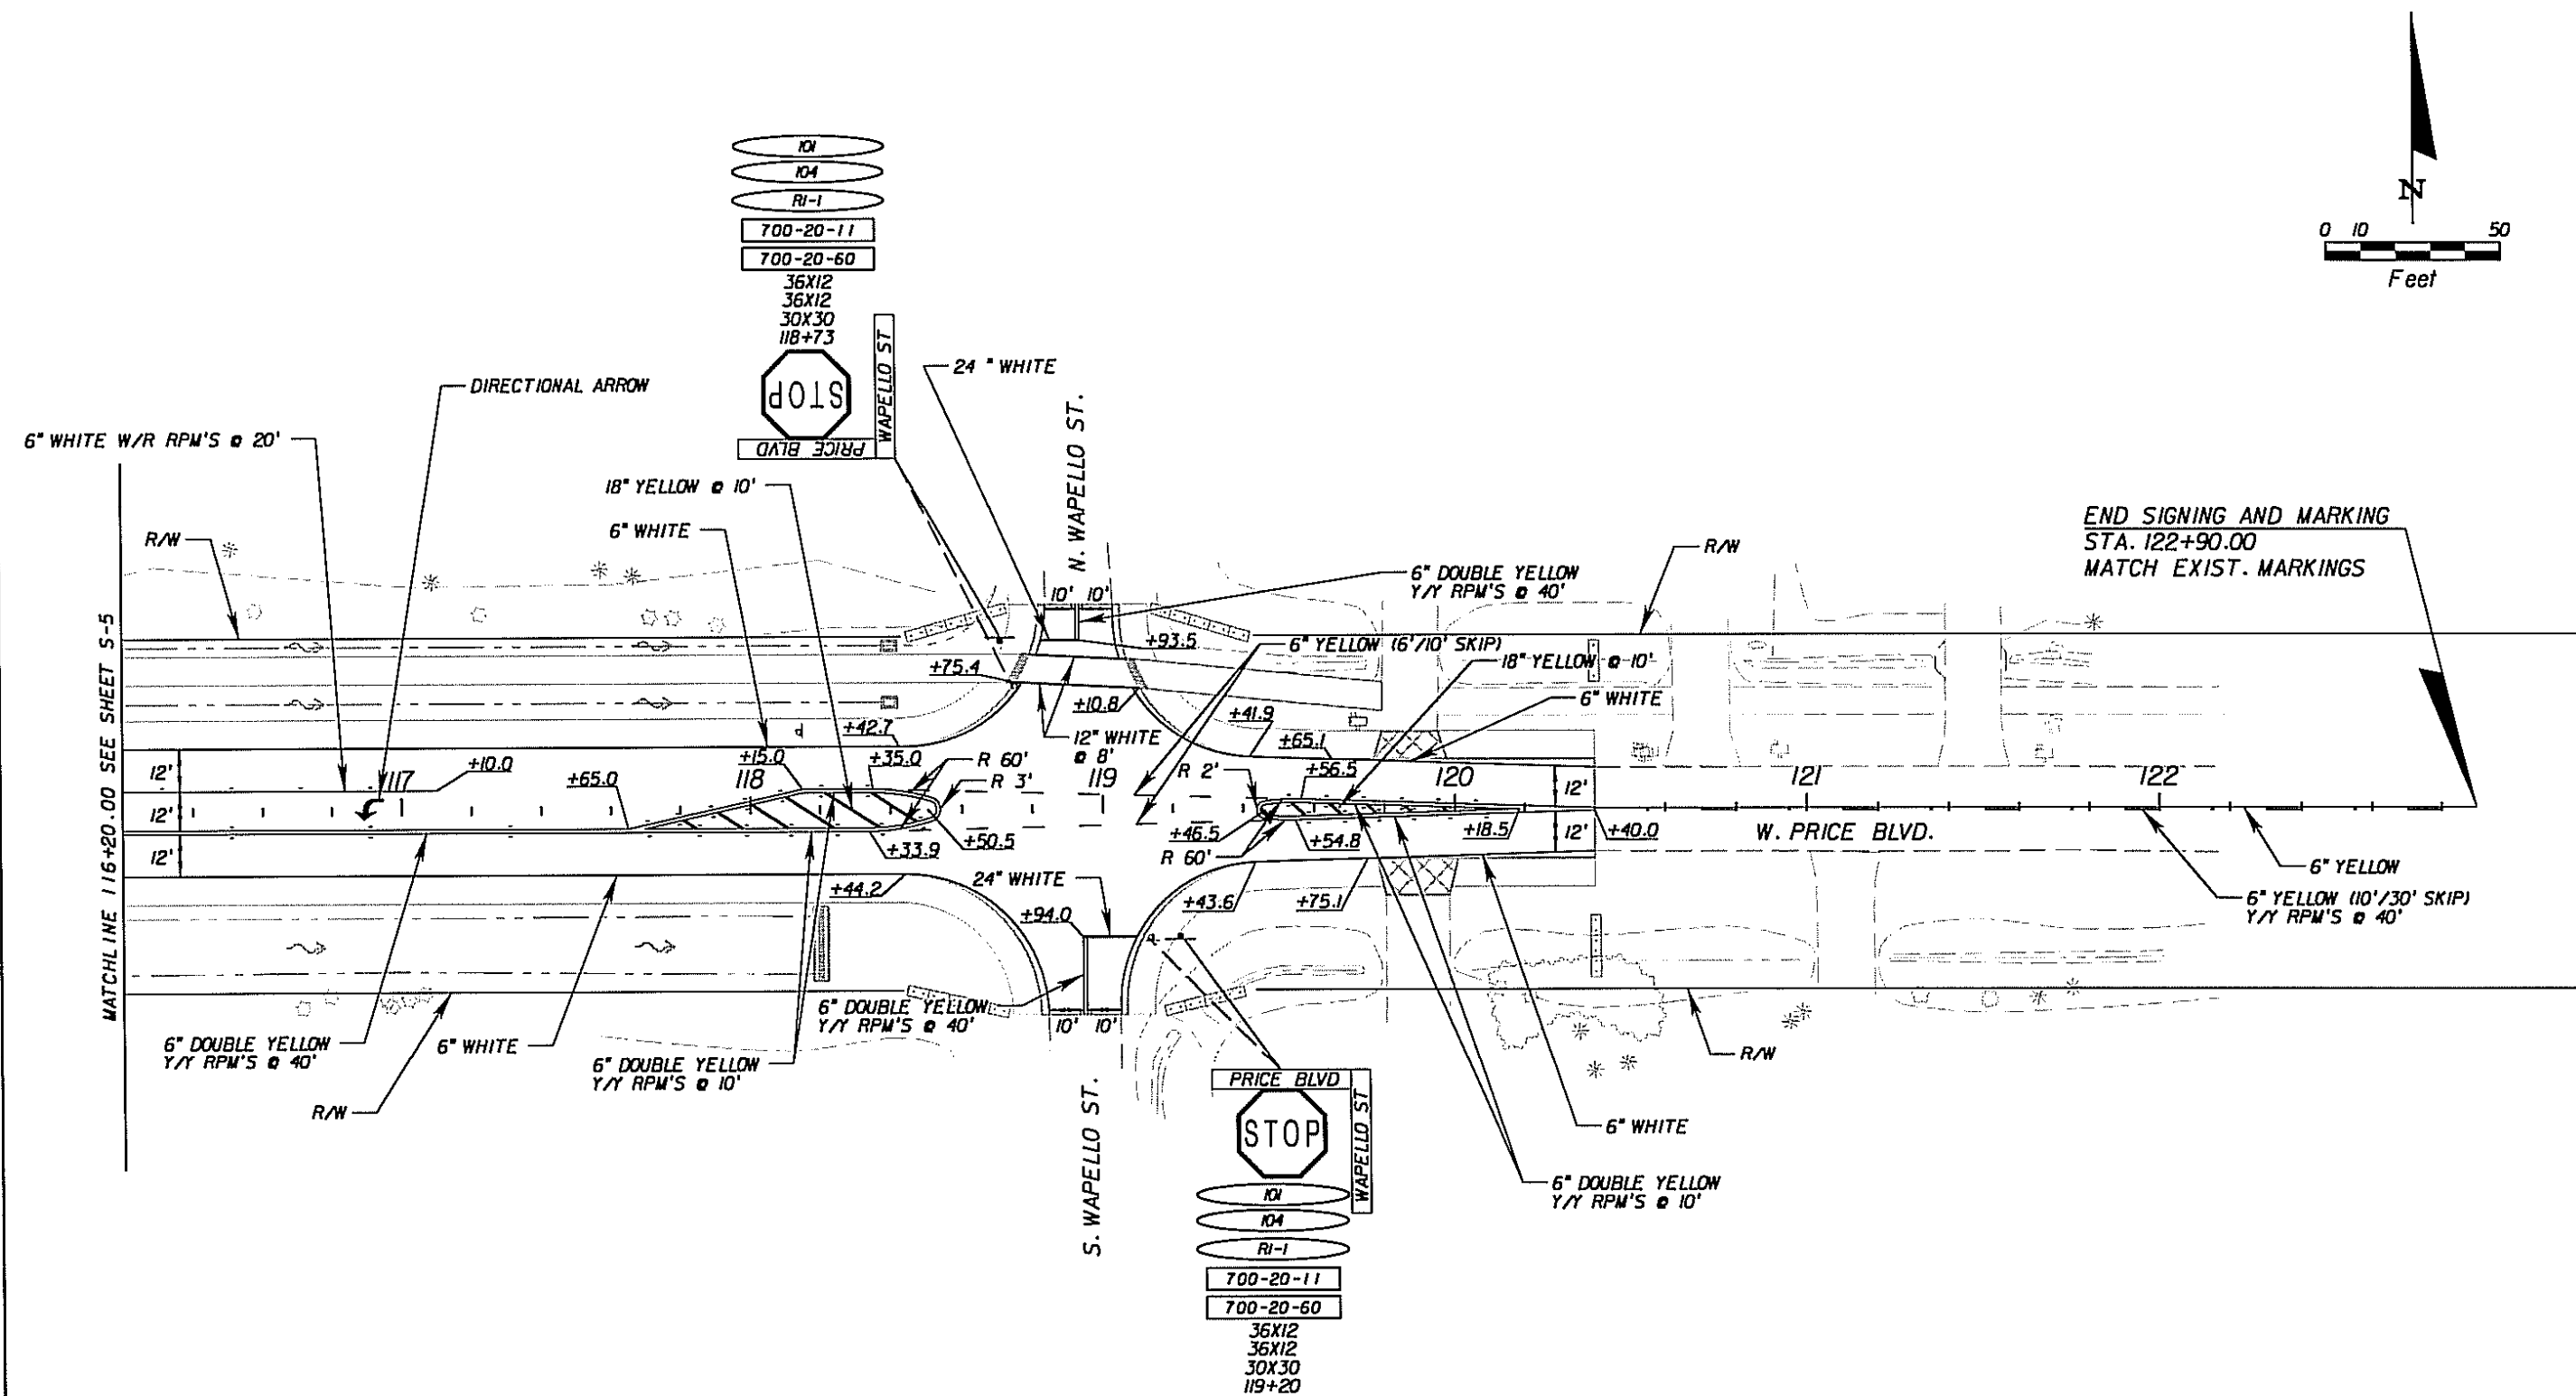 N
0 10 50
Feet
101
104
R1-1
700-20-11
700-20-60
36X12
36X12
30X30
118+73
STOP
WAPELLO ST
PRICE BLVD
24 " WHITE
DIRECTIONAL ARROW
6" WHITE W/R RPM'S @ 20'
18" YELLOW @ 10'
6" WHITE
R/W
N. WAPELLO ST.
R/W
END SIGNING AND MARKING
STA. 122+90.00
MATCH EXIST. MARKINGS
6" DOUBLE YELLOW
Y/Y RPM'S @ 40'
10' 10'
+93.5
6" YELLOW (6'/10' SKIP)
18" YELLOW @ 10'
+75.4
6" WHITE
+10.8
+41.9
+42.7
12" WHITE
@ 8'
+65.1
MATCHLINE 116+20.00 SEE SHEET S-5
12'
12'
12'
117
+10.0
+65.0
+15.0
118
+35.0
R 60'
R 3'
119
R 2'
+56.5
120
12'
12'
121
122
+33.9
+50.5
+46.5
R 60'
+54.8
+18.5
+40.0
W. PRICE BLVD.
6" YELLOW
6" YELLOW (10'/30' SKIP)
Y/Y RPM'S @ 40'
+44.2
24" WHITE
+94.0
+43.6
+75.1
6" DOUBLE YELLOW
Y/Y RPM'S @ 40'
10' 10'
6" DOUBLE YELLOW
Y/Y RPM'S @ 40'
6" WHITE
6" DOUBLE YELLOW
Y/Y RPM'S @ 10'
R/W
R/W
S. WAPELLO ST.
PRICE BLVD
STOP
WAPELLO ST
6" WHITE
6" DOUBLE YELLOW
Y/Y RPM'S @ 10'
101
104
R1-1
700-20-11
700-20-60
36X12
36X12
30X30
119+20